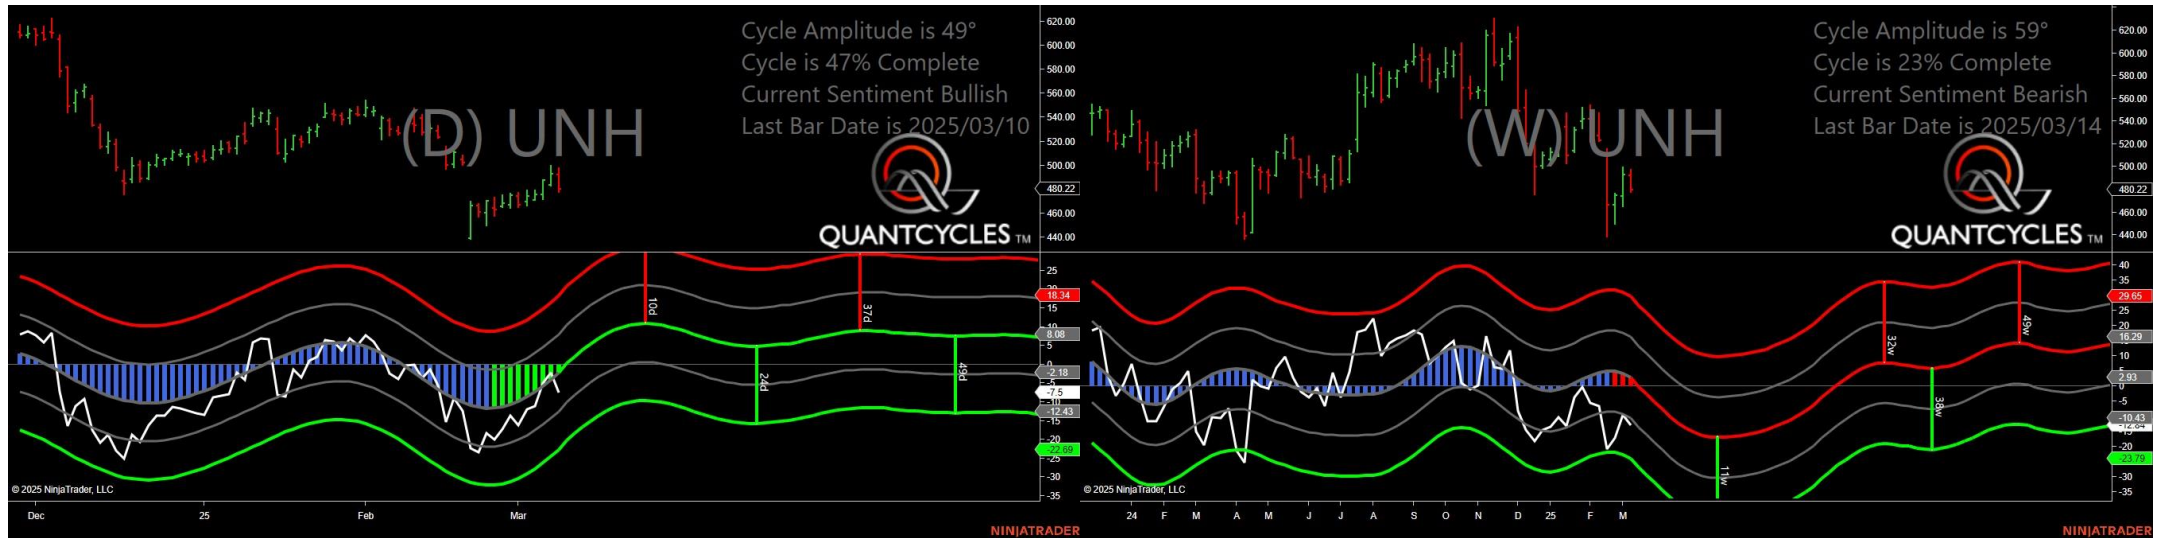 Cycle Amplitude is 49°
Cycle is 47% Complete
Current Sentiment Bullish
Last Bar Date is 2025/03/10
(D) UNH
QUANTCYCLES TM
620.00
600.00
580.00
560.00
540.00
520.00
500.00
480.22
460.00
440.00
25
18.34
15
10
8.08
5
0
-2.18
-5
-7.5
-10
-12.43
-15
-20
-22.69
-25
-30
-35
10d
24d
37d
49d
© 2025 NinjaTrader, LLC
Dec
25
Feb
Mar
NINJATRADER
Cycle Amplitude is 59°
Cycle is 23% Complete
Current Sentiment Bearish
Last Bar Date is 2025/03/14
(W) UNH
QUANTCYCLES TM
620.00
600.00
580.00
560.00
540.00
520.00
500.00
480.22
460.00
440.00
40
35
29.65
25
20
16.29
10
5
2.93
0
-5
-10.43
-12.84
-20
-23.79
-30
-35
11w
32w
38w
49w
© 2025 NinjaTrader, LLC
24
F
M
A
M
J
J
A
S
O
N
D
25
F
M
NINJATRADER